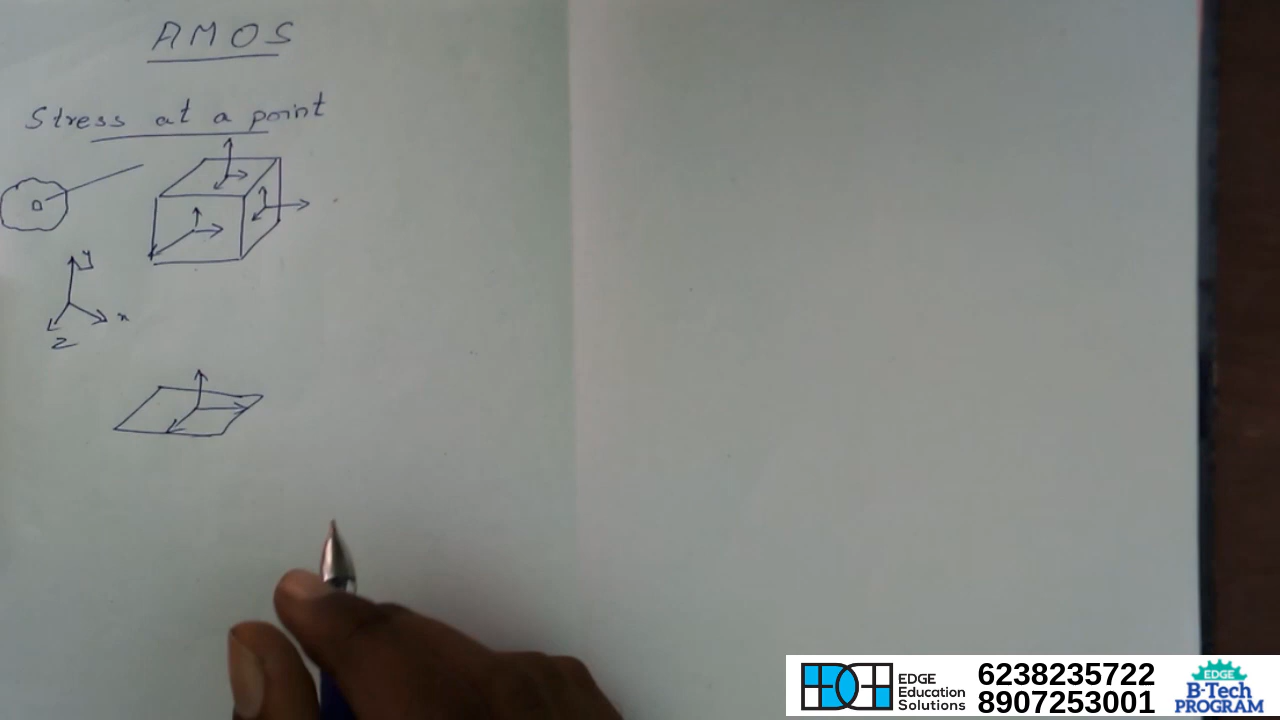 AMOS
Stress at a point
y
x
z
EDGE
Education
Solutions
6238235722
8907253001
EDGE
B-Tech
PROGRAM